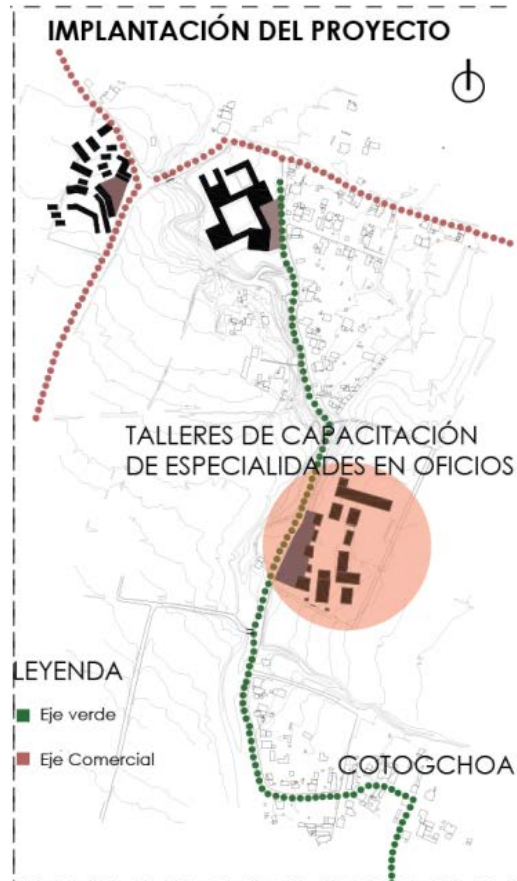 IMPLANTACIÓN DEL PROYECTO
TALLERES DE CAPACITACIÓN
DE ESPECIALIDADES EN OFICIOS
LEYENDA
Eje verde
Eje Comercial
COTOGCHOA